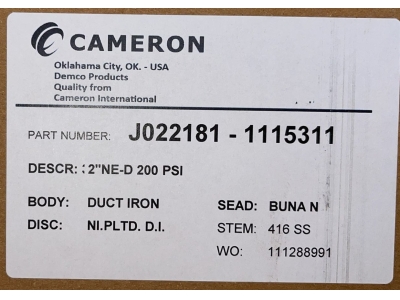 CAMERON
Oklahoma City, OK. - USA
Demco Products
Quality from
Cameron International
PART NUMBER: J022181 - 1115311
DESCR: :2"NE-D 200 PSI
BODY: DUCT IRON SEAD: BUNA N
DISC: NI.PLTD. D.I. STEM: 416 SS
WO: 111288991